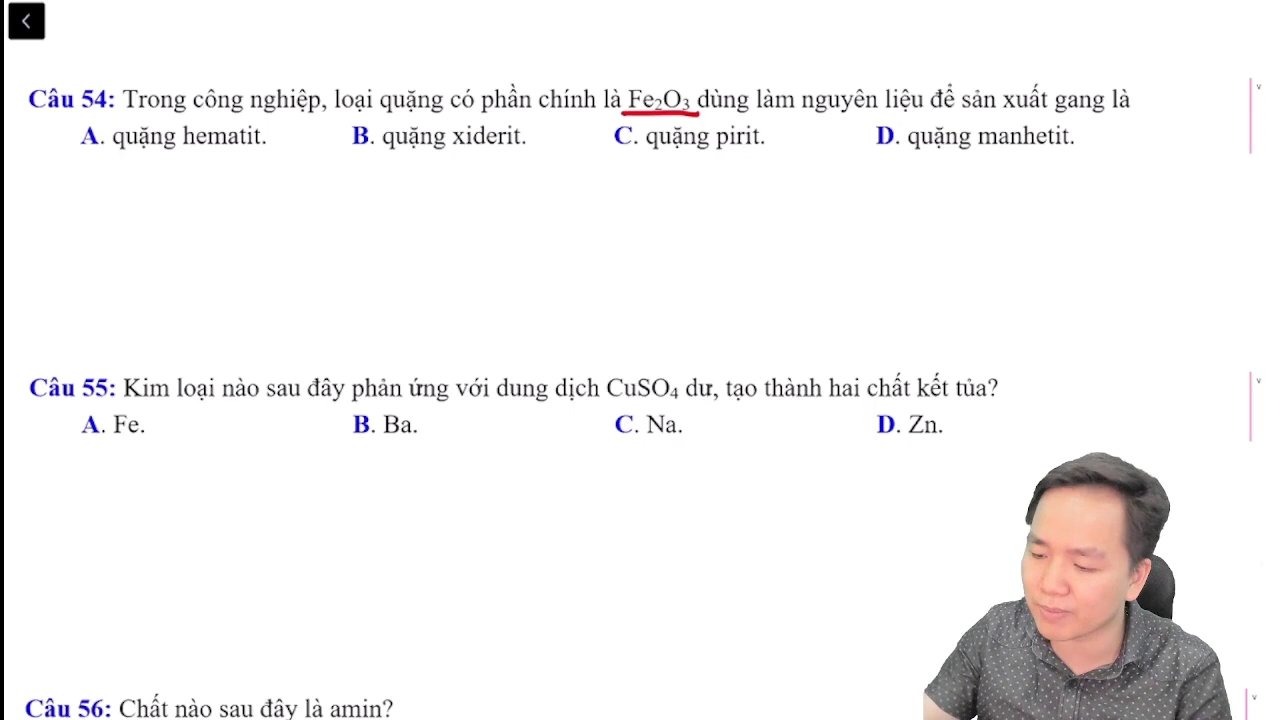 Câu 54: Trong công nghiệp, loại quặng có phần chính là Fe₂O₃ dùng làm nguyên liệu để sản xuất gang là
A. quặng hematit. B. quặng xiderit. C. quặng pirit. D. quặng manhetit.
Câu 55: Kim loại nào sau đây phản ứng với dung dịch CuSO₄ dư, tạo thành hai chất kết tủa?
A. Fe. B. Ba. C. Na. D. Zn.
Câu 56: Chất nào sau đây là amin?